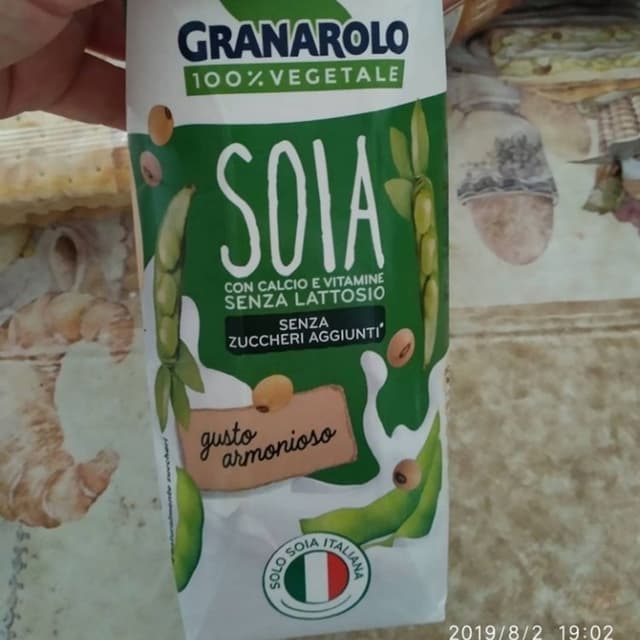 GRANAROLO
100% VEGETALE
SOIA
CON CALCIO E VITAMINE
SENZA LATTOSIO
SENZA
ZUCCHERI AGGIUNTI*
gusto
armonioso
SOLO SOIA ITALIANA
2019/8/2 19:02